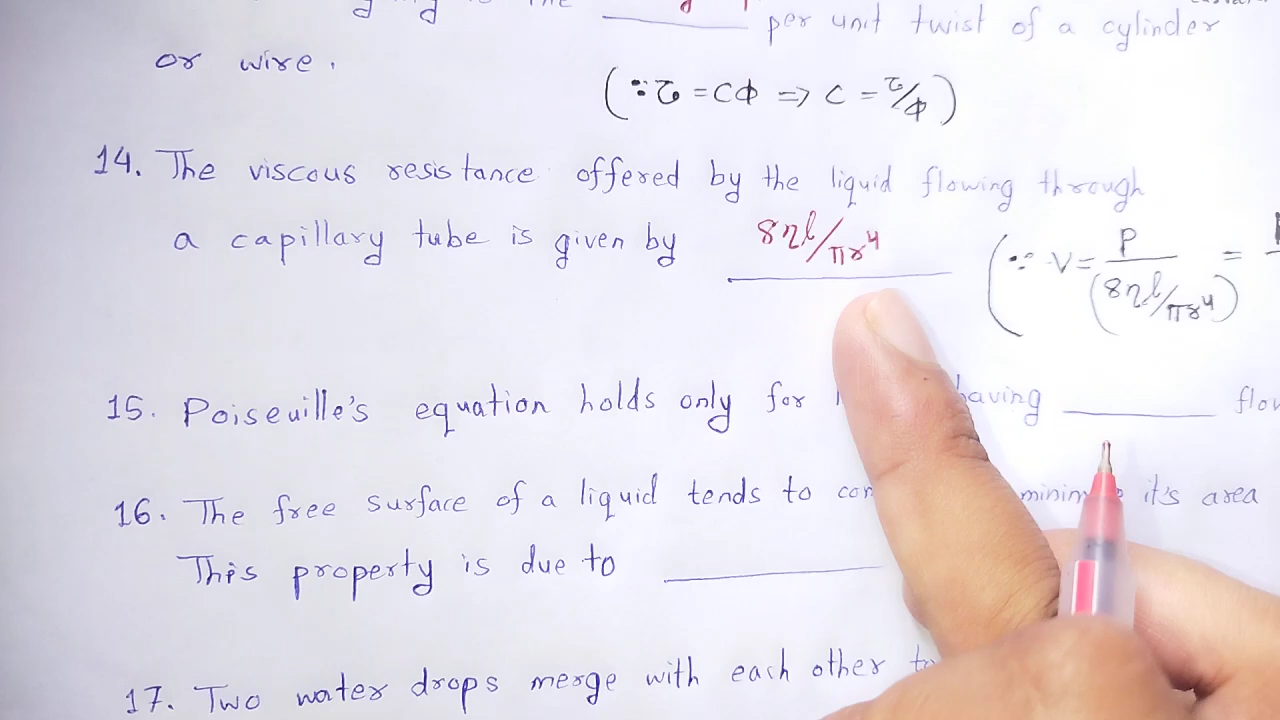 the
per unit twist of a cylinder
or wire.
(∵ τ = CΦ ⇒ C = τ/Φ)
14. The viscous resistance offered by the liquid flowing through
a capillary tube is given by 8ηl/πr⁴ (∵ V = P/(8ηl/πr⁴) =
15. Poiseuille's equation holds only for having flow
16. The free surface of a liquid tends to it's area
This property is due to
17. Two water drops merge with each other